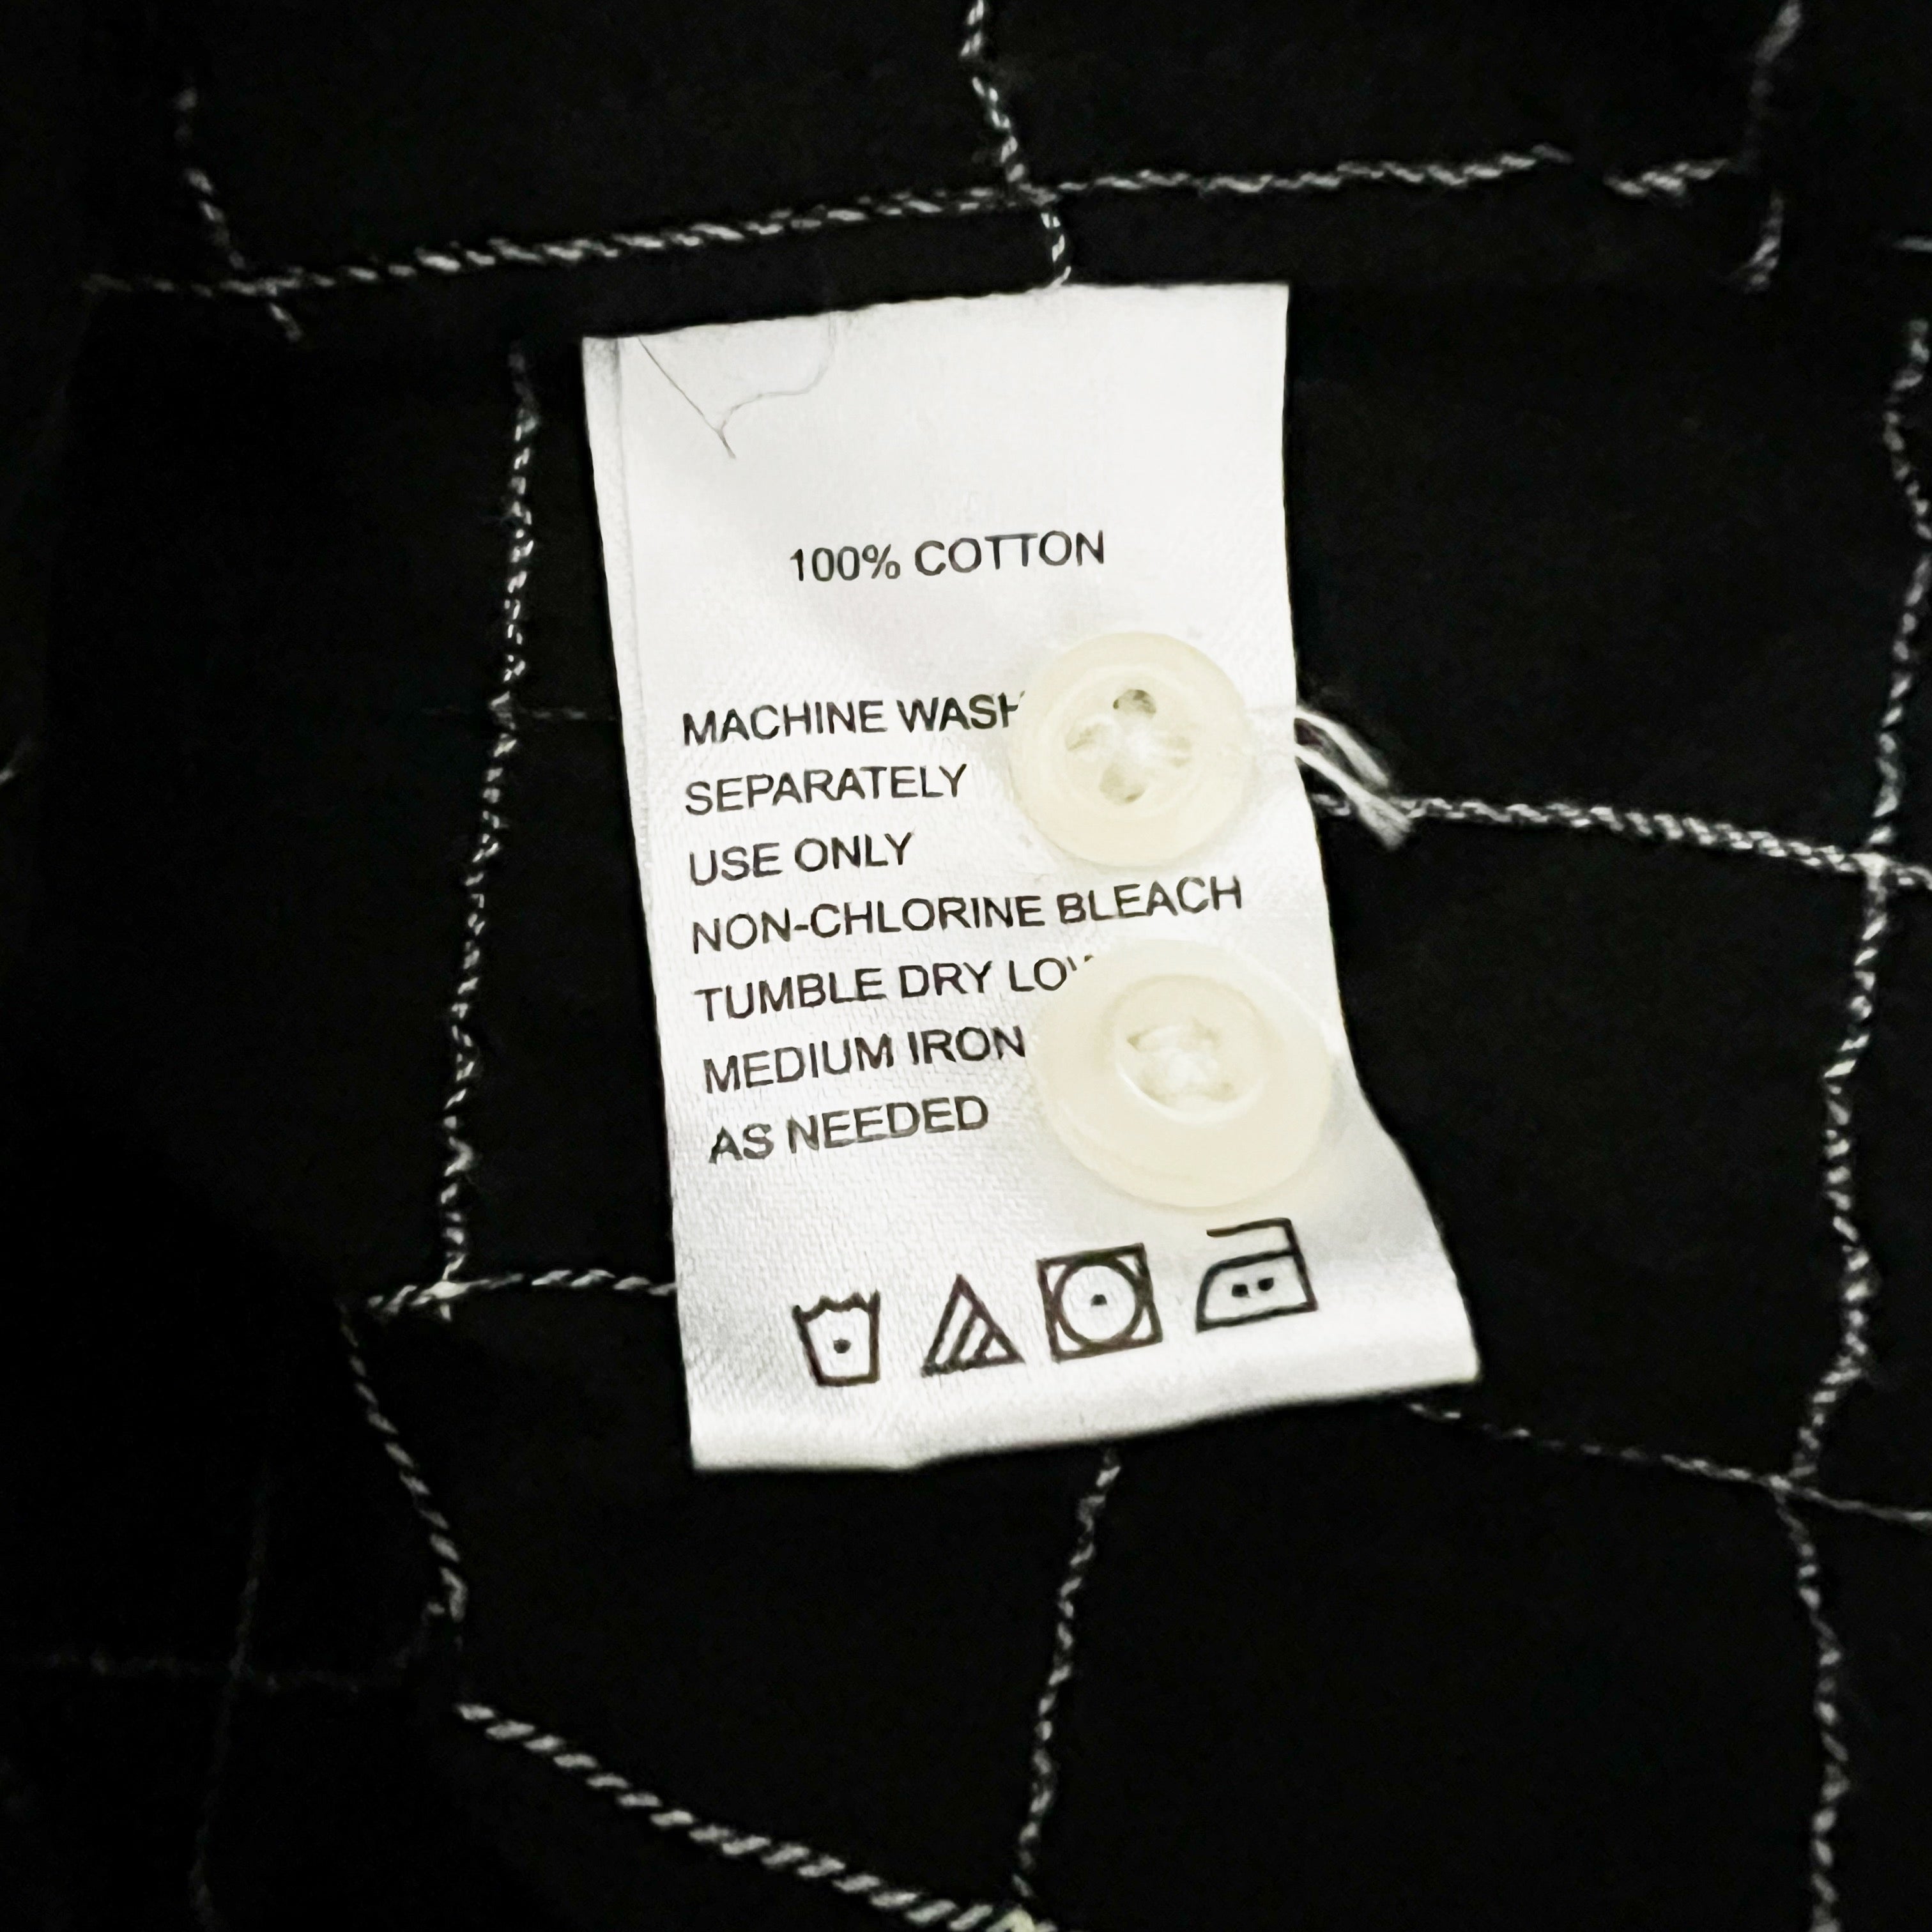 100% COTTON
MACHINE WASH
SEPARATELY
USE ONLY
NON-CHLORINE BLEACH
TUMBLE DRY LOW
MEDIUM IRON
AS NEEDED